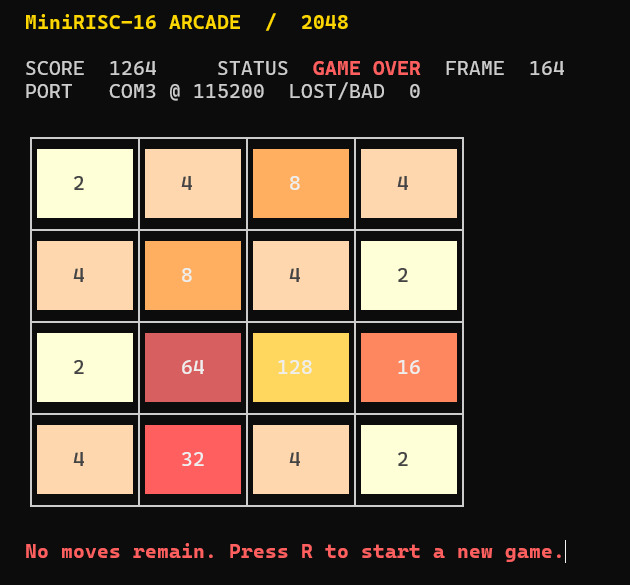 MiniRISC-16 ARCADE / 2048
SCORE 1264 STATUS GAME OVER FRAME 164
PORT COM3 @ 115200 LOST/BAD 0
2 4 8 4
4 8 4 2
2 64 128 16
4 32 4 2
No moves remain. Press R to start a new game.